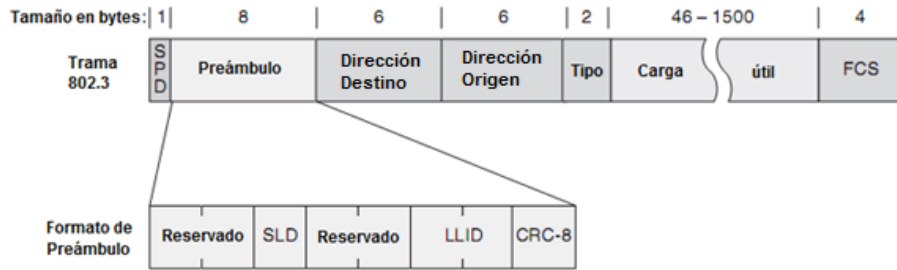 Tamaño en bytes: | 1 | 8 | 6 | 6 | 2 | 46 – 1500 | 4
Trama
802.3
SPD
Preámbulo
Dirección
Destino
Dirección
Origen
Tipo
Carga útil
FCS
Formato de
Preámbulo
Reservado SLD Reservado LLID CRC-8